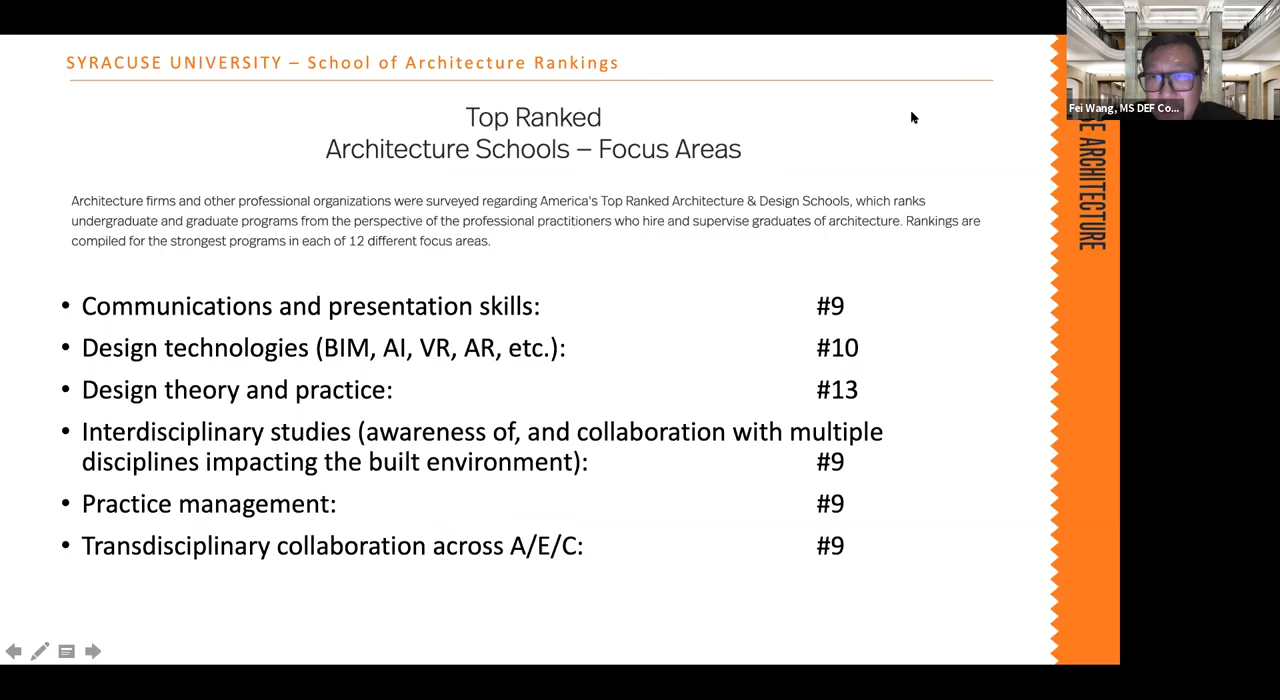 SYRACUSE UNIVERSITY – School of Architecture Rankings
Fei Wang, MS DEF Co...
Top Ranked
Architecture Schools – Focus Areas
Architecture firms and other professional organizations were surveyed regarding America's Top Ranked Architecture & Design Schools, which ranks
undergraduate and graduate programs from the perspective of the professional practitioners who hire and supervise graduates of architecture. Rankings are
compiled for the strongest programs in each of 12 different focus areas.
• Communications and presentation skills: #9
• Design technologies (BIM, AI, VR, AR, etc.): #10
• Design theory and practice: #13
• Interdisciplinary studies (awareness of, and collaboration with multiple
disciplines impacting the built environment): #9
• Practice management: #9
• Transdisciplinary collaboration across A/E/C: #9
ARCHITECTURE